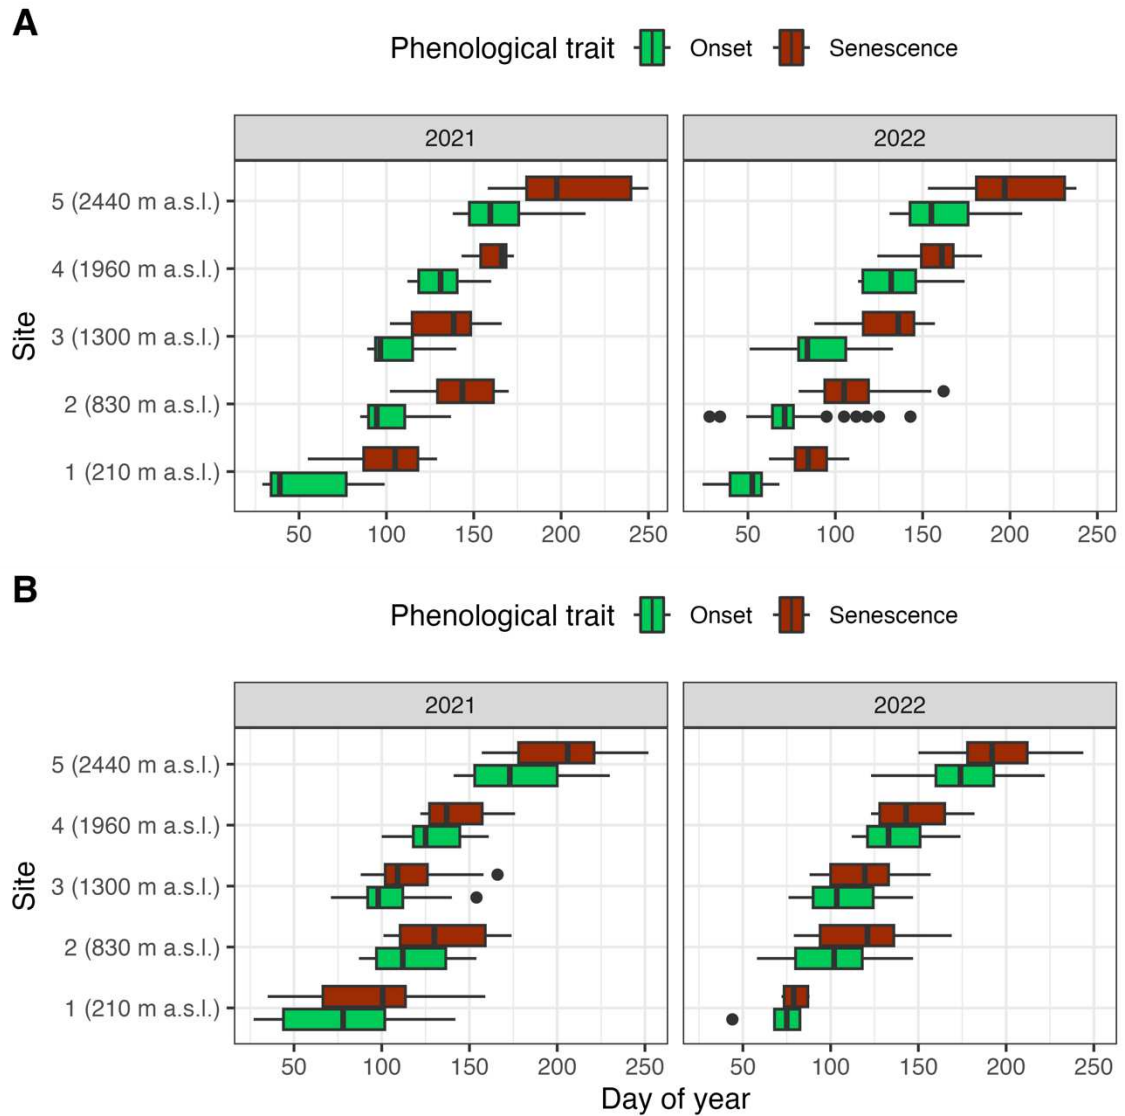 A
Phenological trait Onset Senescence
2021 2022
5 (2440 m a.s.l.)
4 (1960 m a.s.l.)
3 (1300 m a.s.l.)
2 (830 m a.s.l.)
1 (210 m a.s.l.)
Site
50 100 150 200 250 50 100 150 200 250
B
Phenological trait Onset Senescence
2021 2022
5 (2440 m a.s.l.)
4 (1960 m a.s.l.)
3 (1300 m a.s.l.)
2 (830 m a.s.l.)
1 (210 m a.s.l.)
Site
50 100 150 200 250 50 100 150 200 250
Day of year